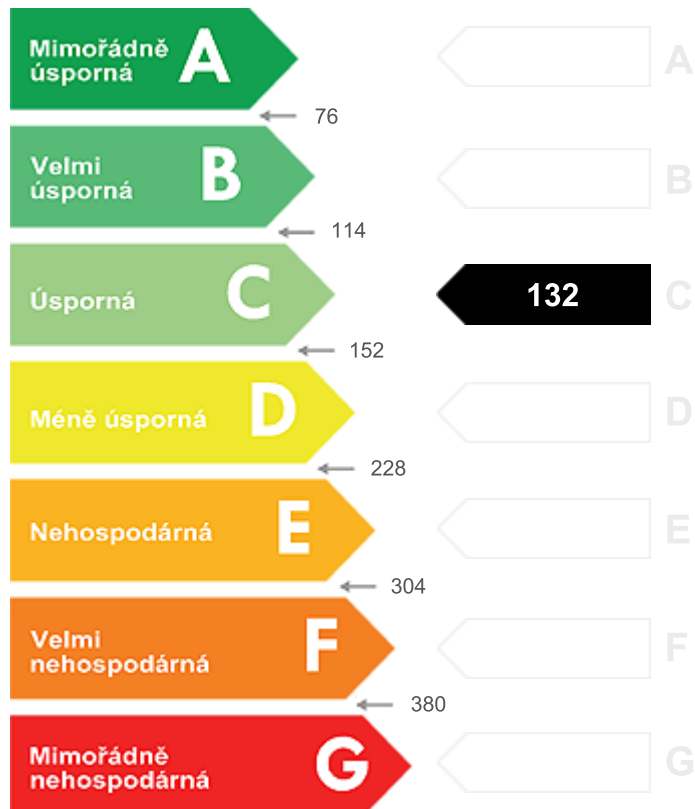 Mimořádně
úsporná
A
A
76
Velmi
úsporná
B
B
114
Úsporná
C
132
C
152
Méně úsporná
D
D
228
Nehospodárná
E
E
304
Velmi
nehospodárná
F
F
380
Mimořádně
nehospodárná
G
G